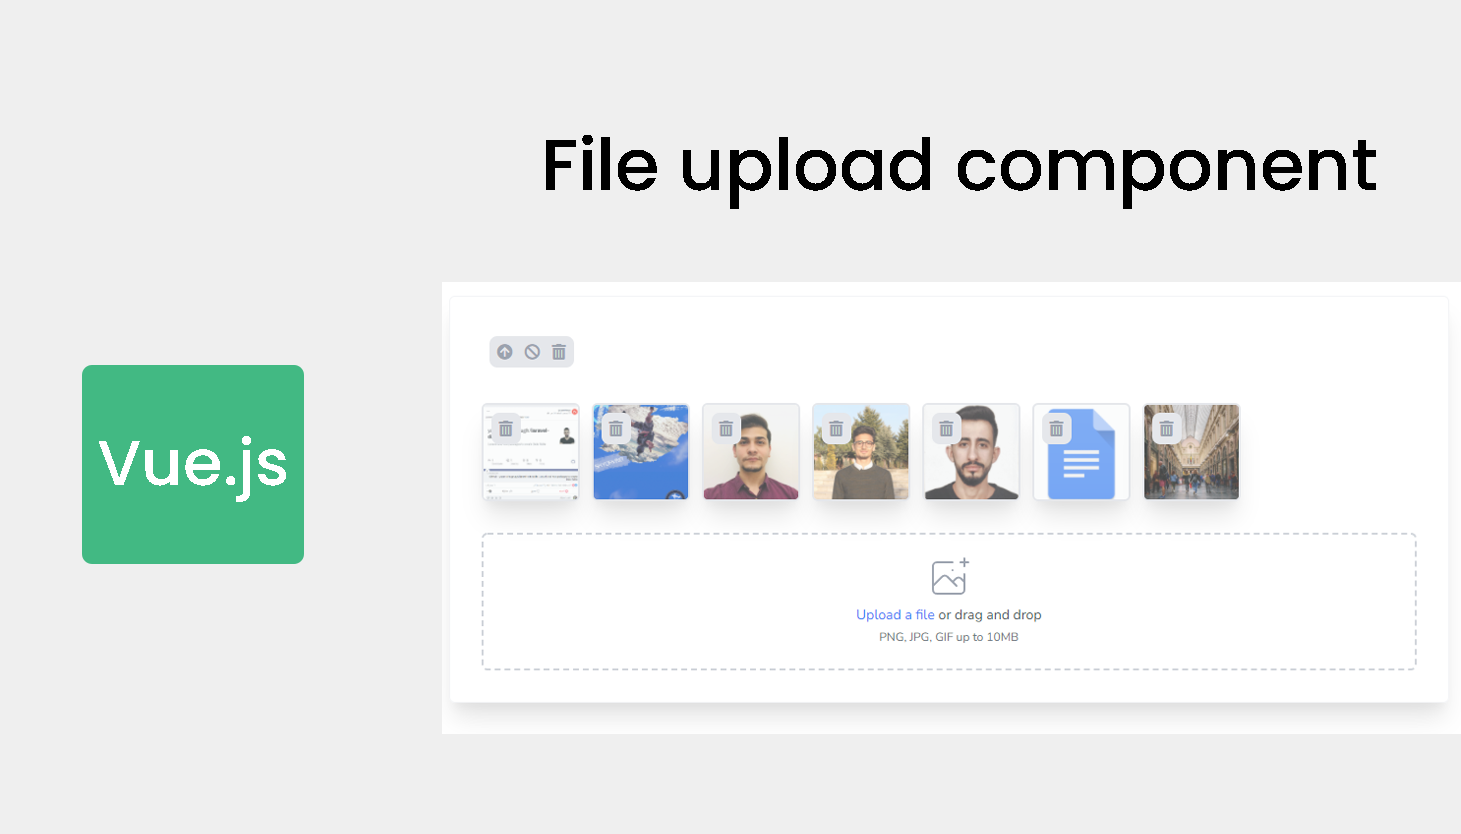 File upload component
Vue.js
Upload a file or drag and drop
PNG, JPG, GIF up to 10MB